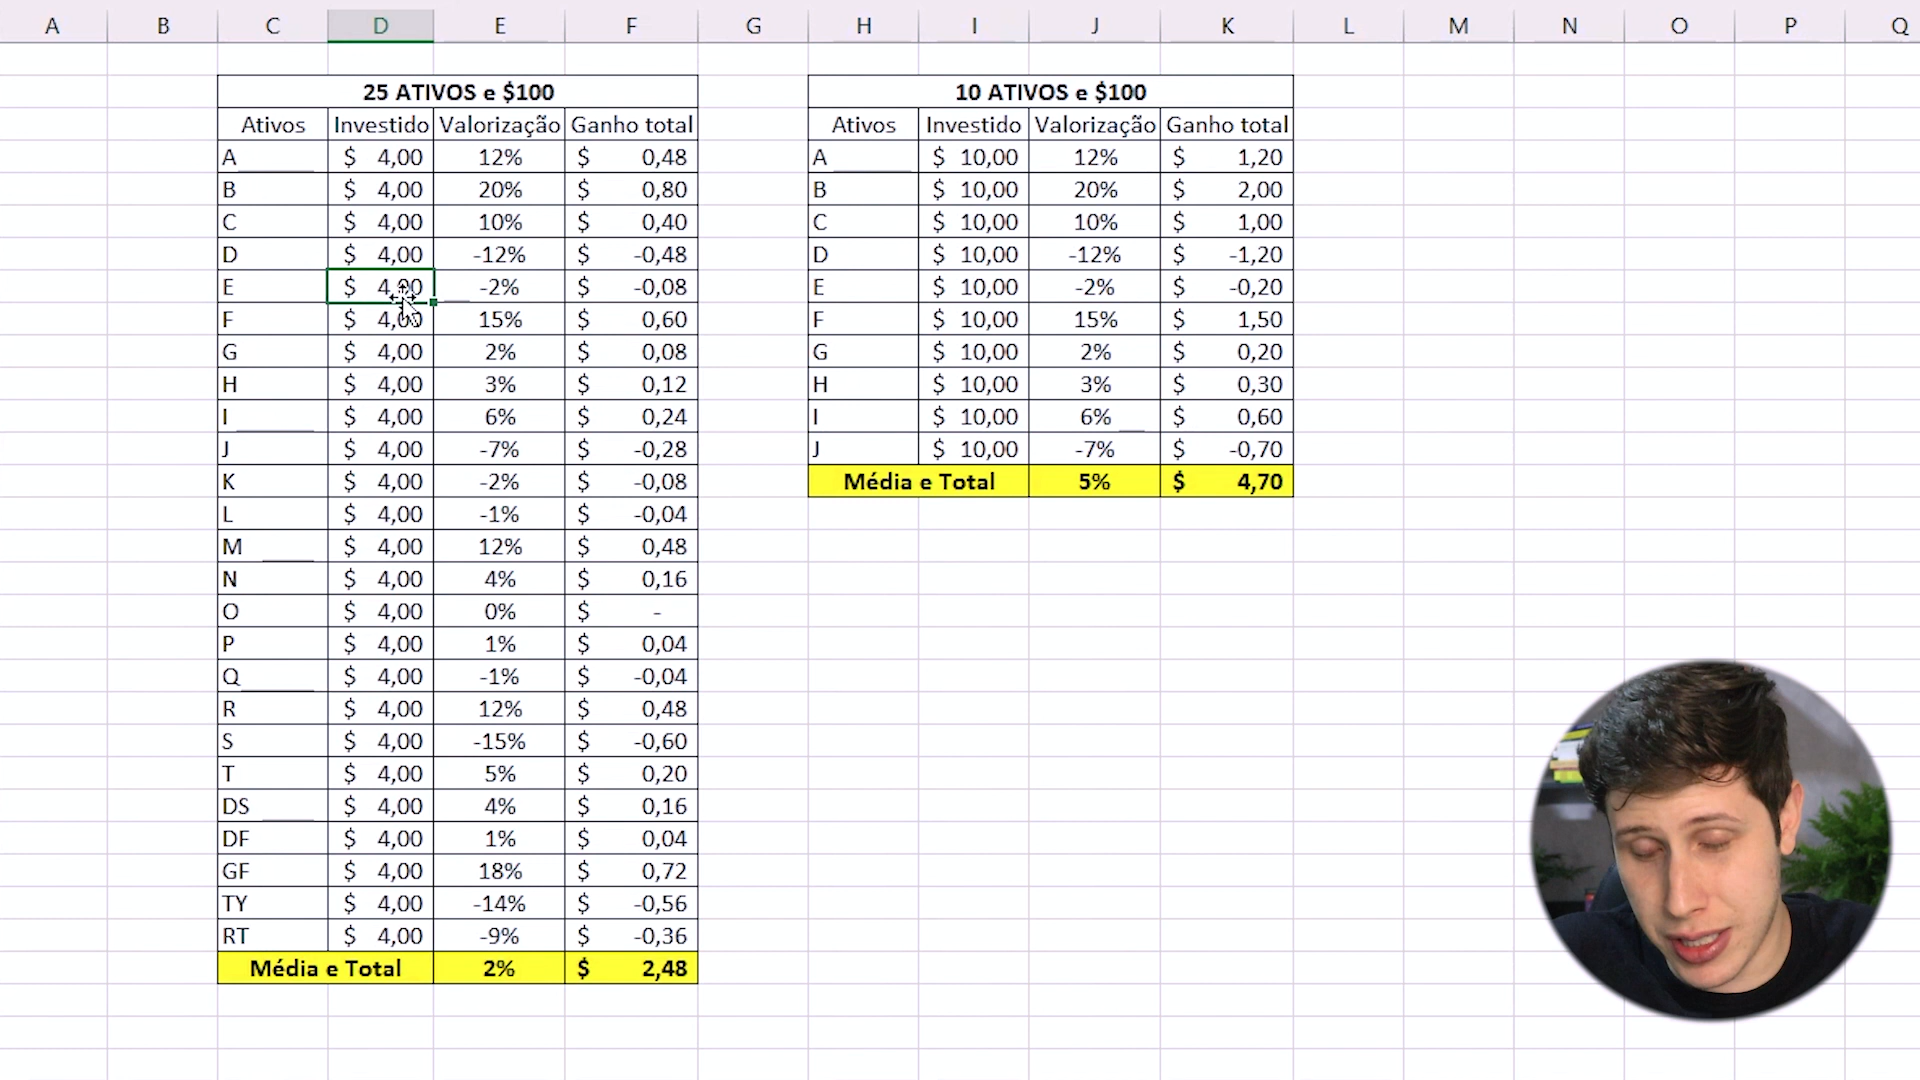 A B C D E F G H I J K L M N O P Q
25 ATIVOS e $100
Ativos Investido Valorização Ganho total
A $ 4,00 12% $ 0,48
B $ 4,00 20% $ 0,80
C $ 4,00 10% $ 0,40
D $ 4,00 -12% $ -0,48
E $ 4,00 -2% $ -0,08
F $ 4,00 15% $ 0,60
G $ 4,00 2% $ 0,08
H $ 4,00 3% $ 0,12
I $ 4,00 6% $ 0,24
J $ 4,00 -7% $ -0,28
K $ 4,00 -2% $ -0,08
L $ 4,00 -1% $ -0,04
M $ 4,00 12% $ 0,48
N $ 4,00 4% $ 0,16
O $ 4,00 0% $ -
P $ 4,00 1% $ 0,04
Q $ 4,00 -1% $ -0,04
R $ 4,00 12% $ 0,48
S $ 4,00 -15% $ -0,60
T $ 4,00 5% $ 0,20
DS $ 4,00 4% $ 0,16
DF $ 4,00 1% $ 0,04
GF $ 4,00 18% $ 0,72
TY $ 4,00 -14% $ -0,56
RT $ 4,00 -9% $ -0,36
Média e Total 2% $ 2,48
10 ATIVOS e $100
Ativos Investido Valorização Ganho total
A $ 10,00 12% $ 1,20
B $ 10,00 20% $ 2,00
C $ 10,00 10% $ 1,00
D $ 10,00 -12% $ -1,20
E $ 10,00 -2% $ -0,20
F $ 10,00 15% $ 1,50
G $ 10,00 2% $ 0,20
H $ 10,00 3% $ 0,30
I $ 10,00 6% $ 0,60
J $ 10,00 -7% $ -0,70
Média e Total 5% $ 4,70